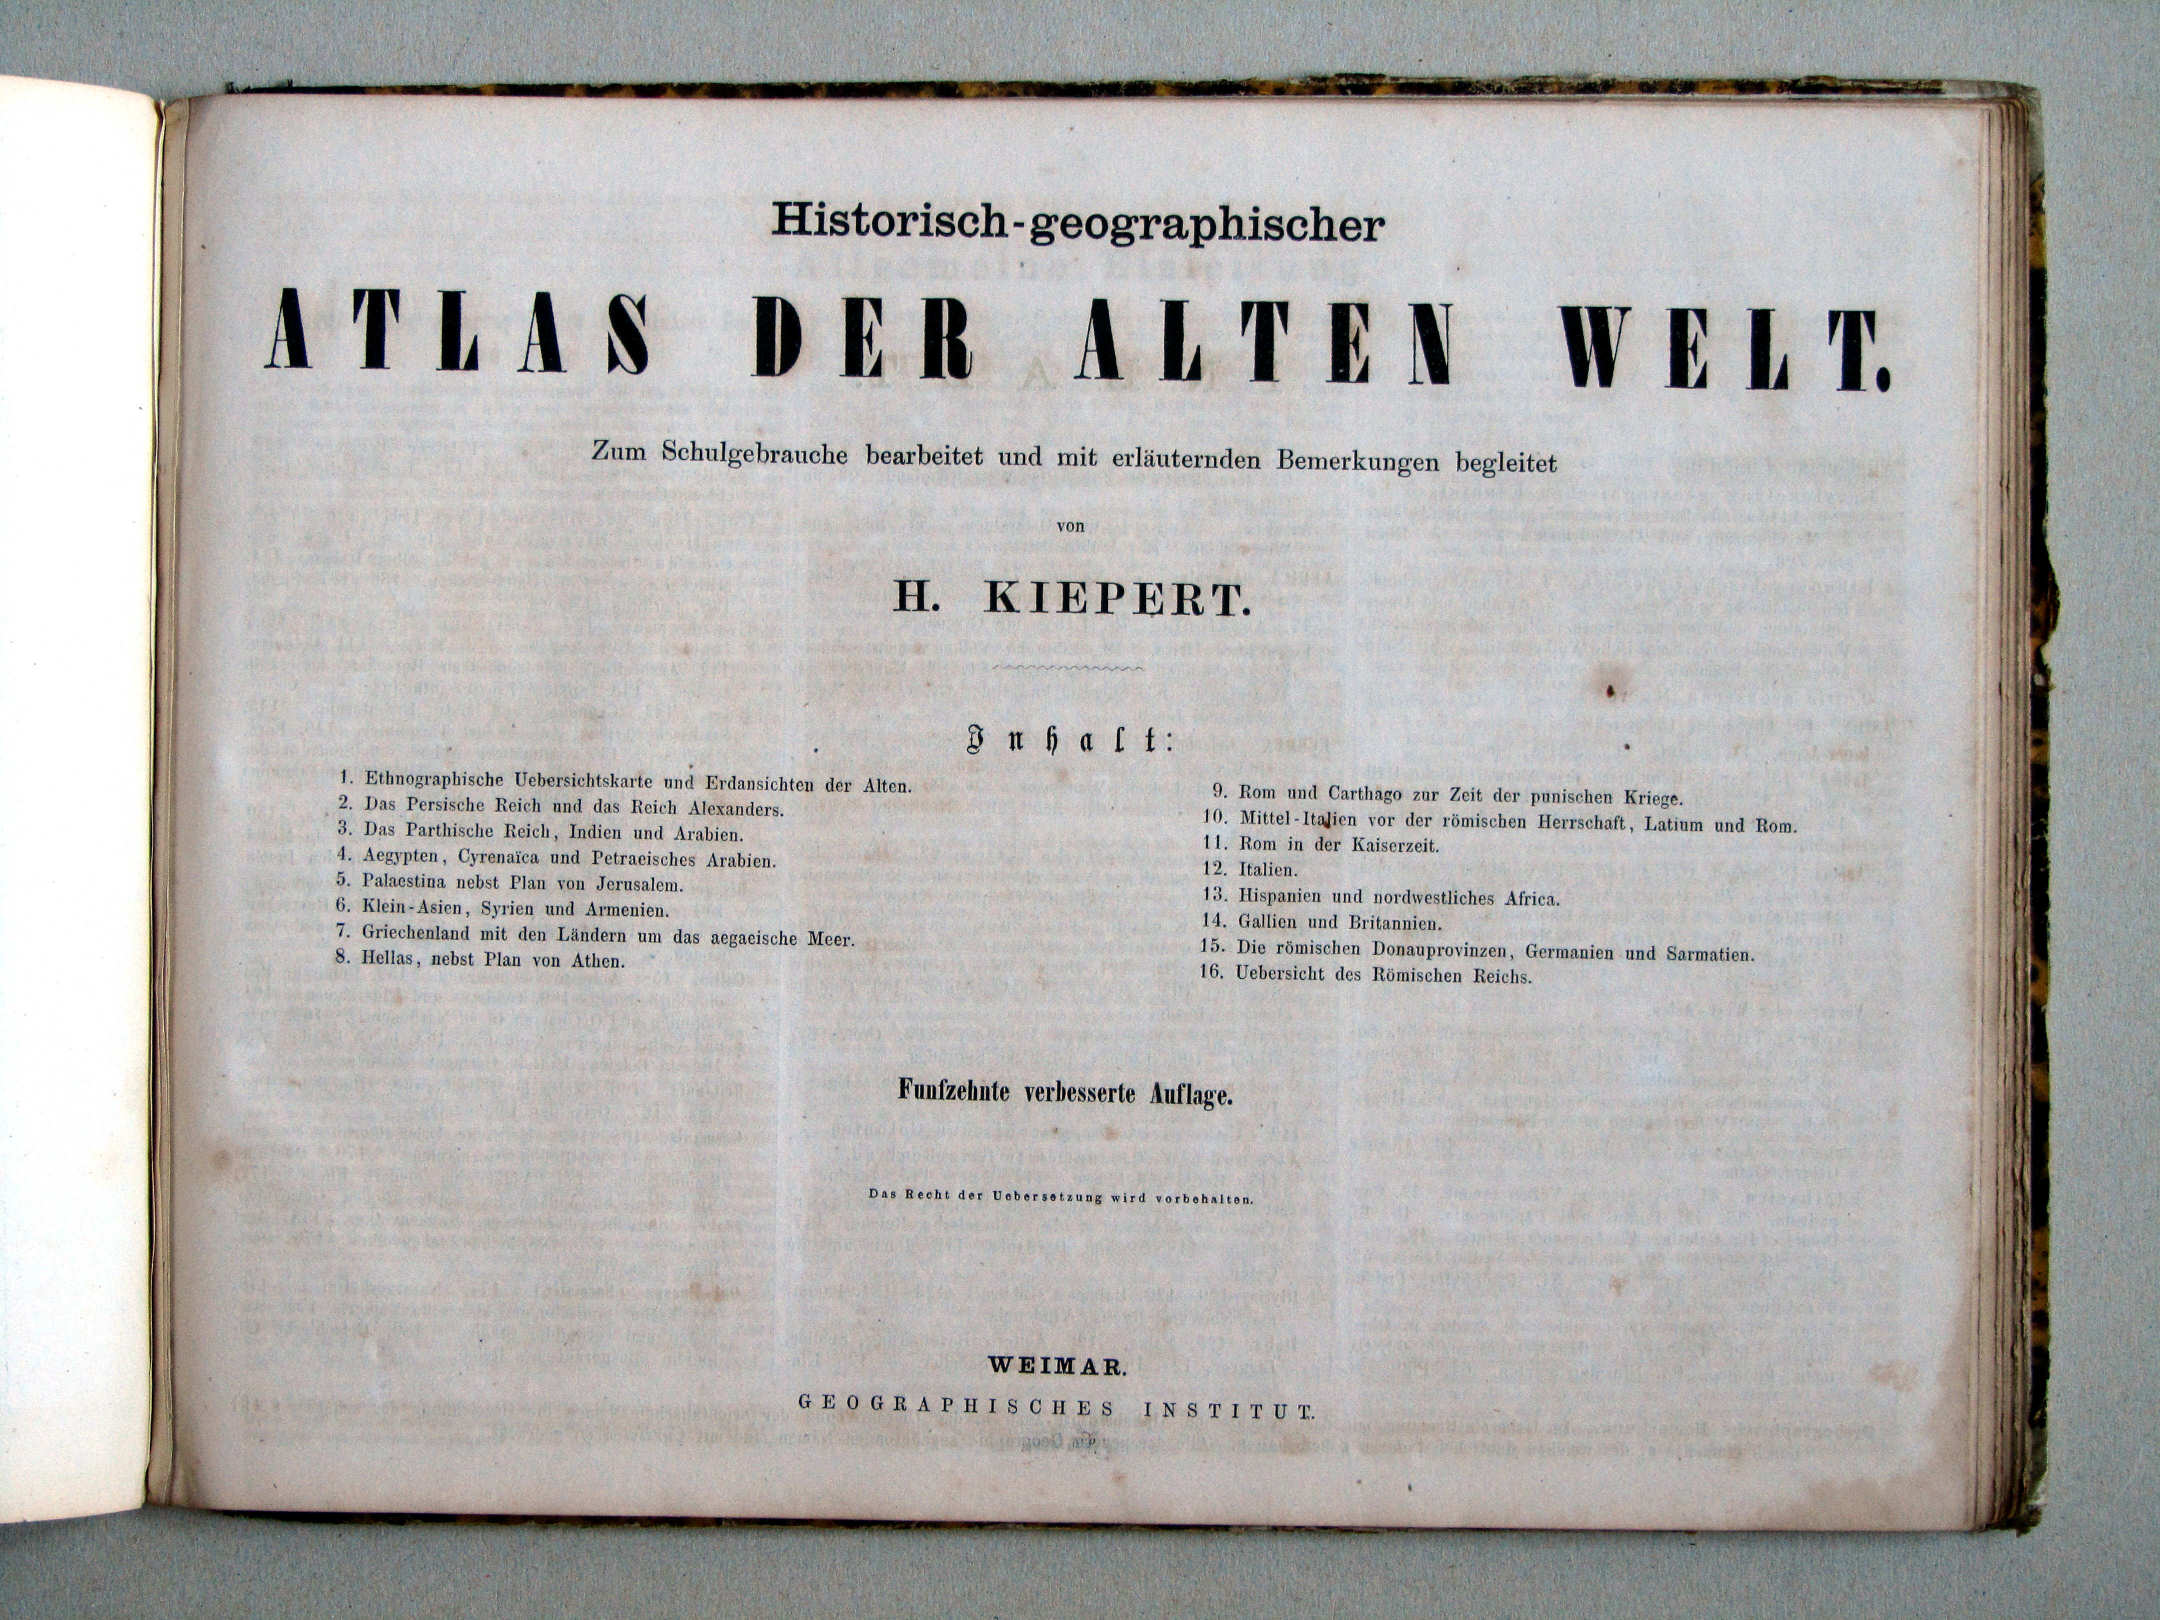 Historisch-geographischer
ATLAS DER ALTEN WELT.
Zum Schulgebrauche bearbeitet und mit erläuternden Bemerkungen begleitet
von
H. KIEPERT.
Inhalt:
1. Ethnographische Uebersichtskarte und Erdansichten der Alten.
2. Das Persische Reich und das Reich Alexanders.
3. Das Parthische Reich, Indien und Arabien.
4. Aegypten, Cyrenaïca und Petraeisches Arabien.
5. Palaestina nebst Plan von Jerusalem.
6. Klein-Asien, Syrien und Armenien.
7. Griechenland mit den Ländern um das aegaeische Meer.
8. Hellas, nebst Plan von Athen.
9. Rom und Carthago zur Zeit der punischen Kriege.
10. Mittel-Italien vor der römischen Herrschaft, Latium und Rom.
11. Rom in der Kaiserzeit.
12. Italien.
13. Hispanien und nordwestliches Africa.
14. Gallien und Britannien.
15. Die römischen Donauprovinzen, Germanien und Sarmatien.
16. Uebersicht des Römischen Reichs.
Funfzehnte verbesserte Auflage.
Das Recht der Uebersetzung wird vorbehalten.
WEIMAR.
GEOGRAPHISCHES INSTITUT.